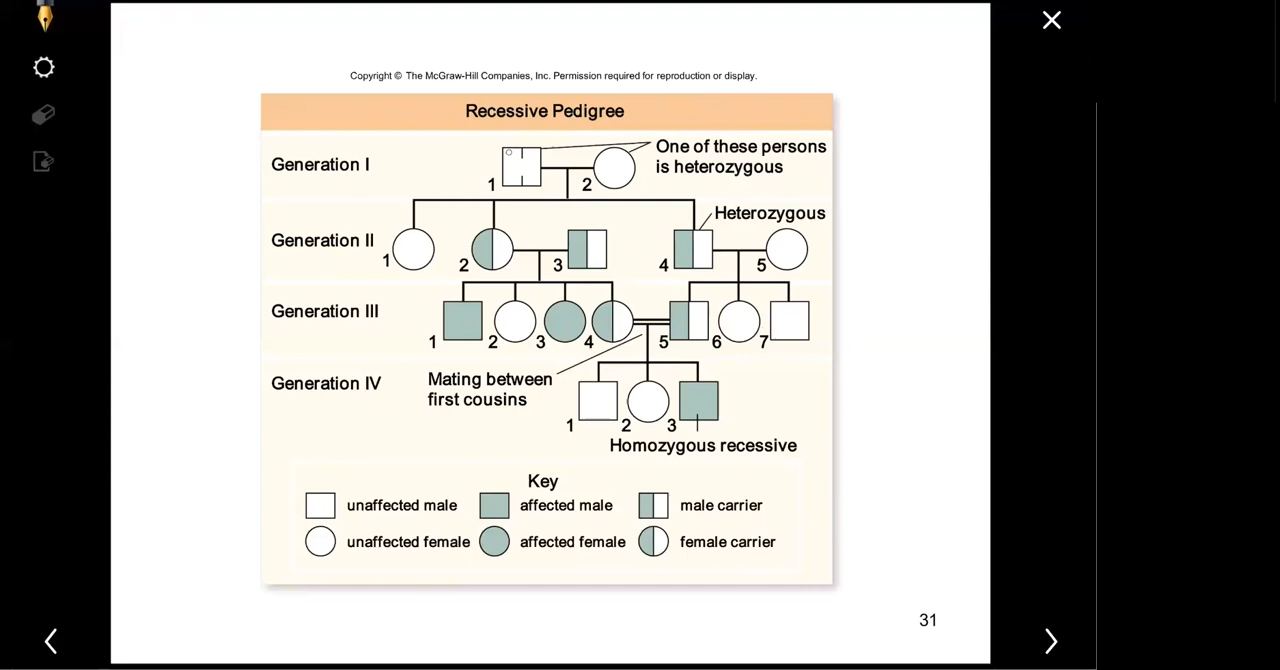 Copyright © The McGraw-Hill Companies, Inc. Permission required for reproduction or display.
Recessive Pedigree
Generation I
1
2
One of these persons
is heterozygous
Heterozygous
Generation II
1
2
3
4
5
Generation III
1
2
3
4
5
6
7
Generation IV
Mating between
first cousins
1
2
3
Homozygous recessive
Key
unaffected male
affected male
male carrier
unaffected female
affected female
female carrier
31